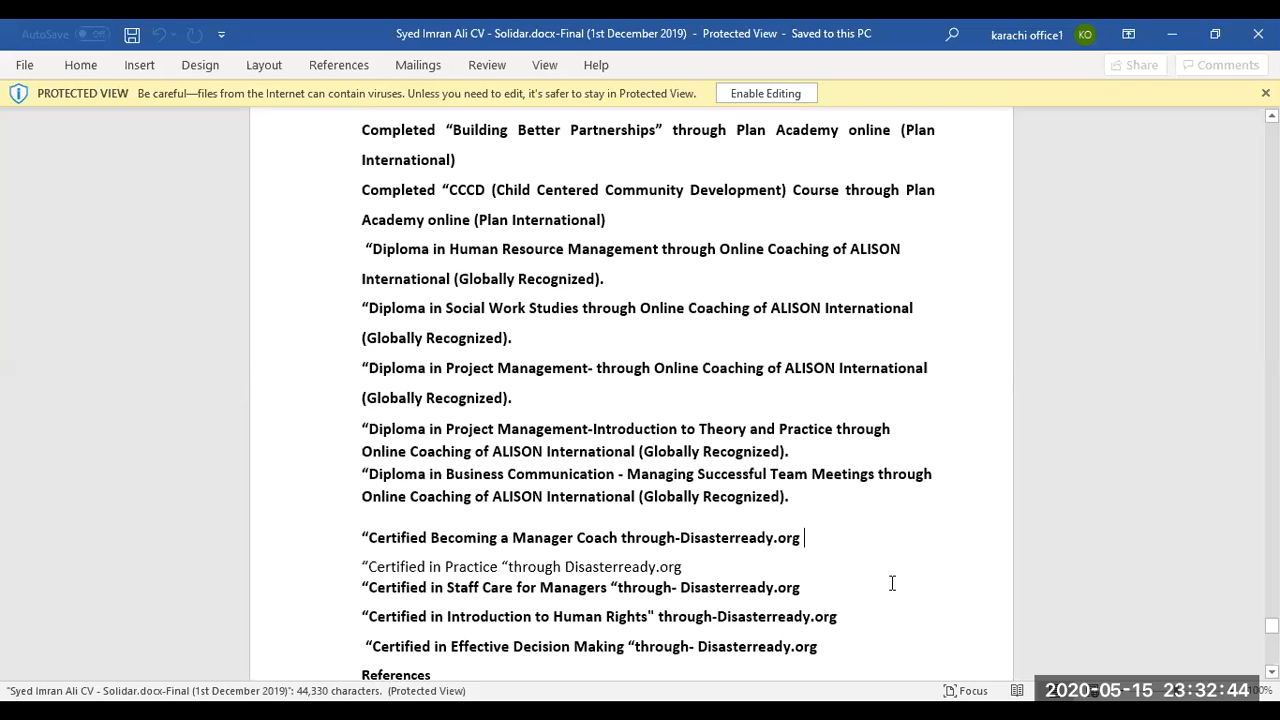 AutoSave Off Syed Imran Ali CV - Solidar.docx-Final (1st December 2019) - Protected View - Saved to this PC karachi office1 KO
File Home Insert Design Layout References Mailings Review View Help Share Comments
PROTECTED VIEW Be careful—files from the Internet can contain viruses. Unless you need to edit, it's safer to stay in Protected View. Enable Editing
Completed “Building Better Partnerships” through Plan Academy online (Plan
International)
Completed “CCCD (Child Centered Community Development) Course through Plan
Academy online (Plan International)
“Diploma in Human Resource Management through Online Coaching of ALISON
International (Globally Recognized).
“Diploma in Social Work Studies through Online Coaching of ALISON International
(Globally Recognized).
“Diploma in Project Management- through Online Coaching of ALISON International
(Globally Recognized).
“Diploma in Project Management-Introduction to Theory and Practice through
Online Coaching of ALISON International (Globally Recognized).
“Diploma in Business Communication - Managing Successful Team Meetings through
Online Coaching of ALISON International (Globally Recognized).
“Certified Becoming a Manager Coach through-Disasterready.org
“Certified in Practice “through Disasterready.org
“Certified in Staff Care for Managers “through- Disasterready.org
“Certified in Introduction to Human Rights" through-Disasterready.org
“Certified in Effective Decision Making “through- Disasterready.org
References
"Syed Imran Ali CV - Solidar.docx-Final (1st December 2019)": 44,330 characters. (Protected View) Focus 100%
2020-05-15 23:32:44